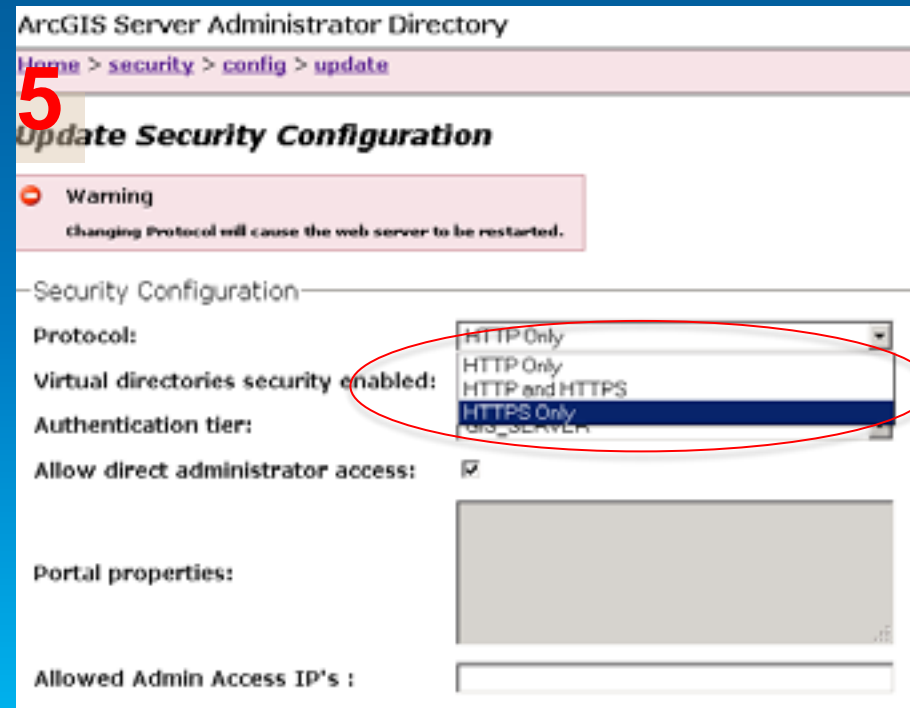 ArcGIS Server Administrator Directory
Home > security > config > update
5
Update Security Configuration
Warning
Changing Protocol will cause the web server to be restarted.
Security Configuration
Protocol: HTTP Only
HTTP Only
Virtual directories security enabled: HTTP and HTTPS
HTTPS Only
Authentication tier: GIS_SERVER
Allow direct administrator access:
Portal properties:
Allowed Admin Access IP's :